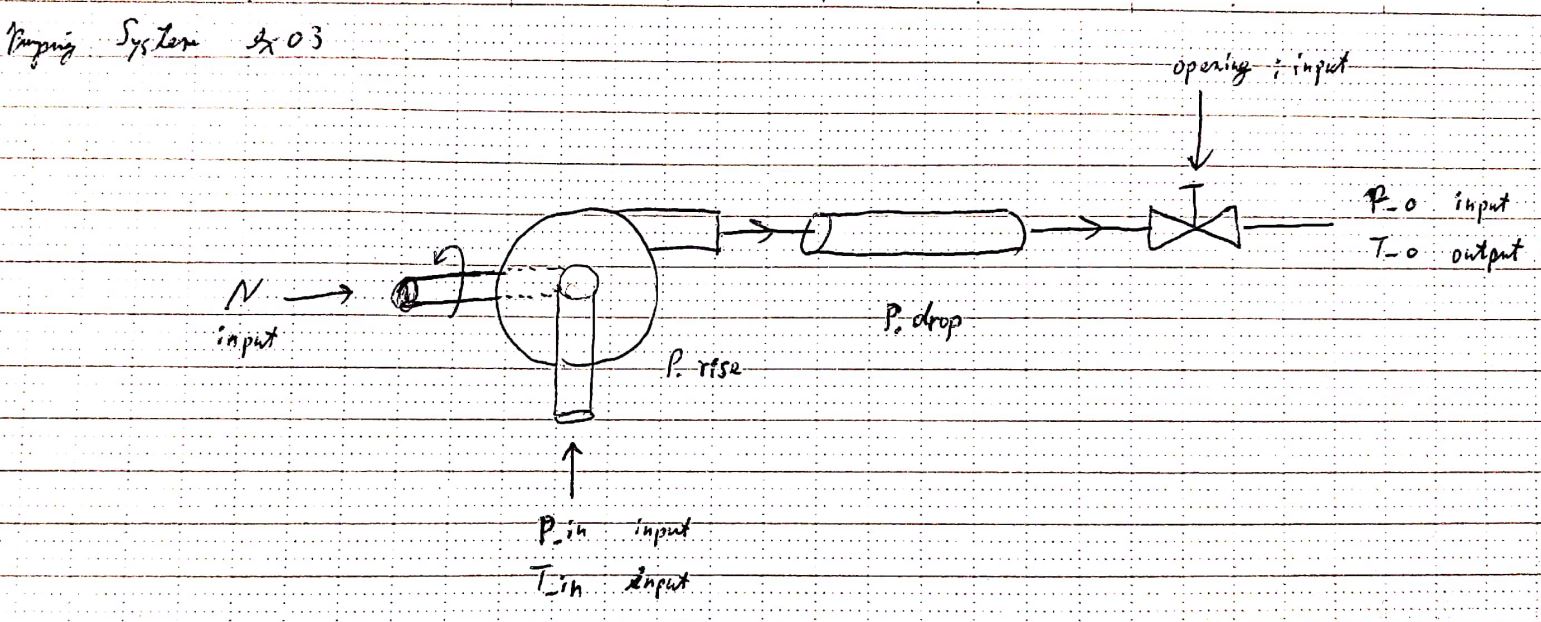 Pumping System ex 03
opening : input
P_o input
T_o output
N
input
P. drop
P. rise
P_in input
T_in input